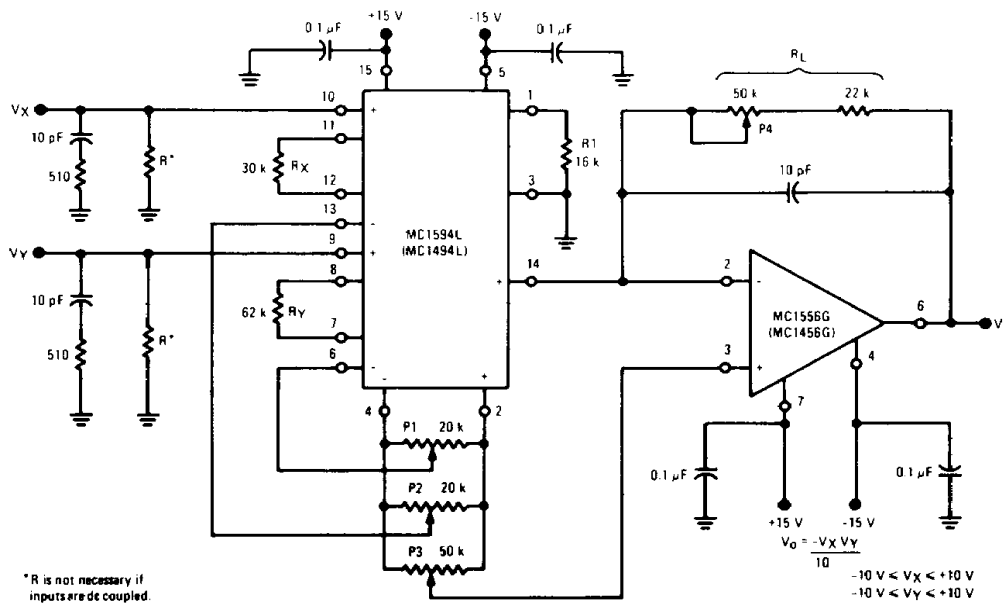 +15 V
-15 V
0.1 µF
0.1 µF
15
5
VX
10
+
1
RL
50 k
22 k
P4
10 pF
510
R*
11
30 k
RX
12
R1
16 k
3
10 pF
13
-
MC1594L
(MC1494L)
VY
9
+
8
14
+
2
-
10 pF
510
R*
62 k
RY
7
6
-
MC1556G
(MC1456G)
6
V
3
+
4
7
-
+
4
2
P1
20 k
P2
20 k
P3
50 k
0.1 µF
0.1 µF
+15 V
-15 V
Vo = -VX VY
10
-10 V ≤ VX ≤ +10 V
-10 V ≤ VY ≤ +10 V
*R is not necessary if
inputs are dc coupled.